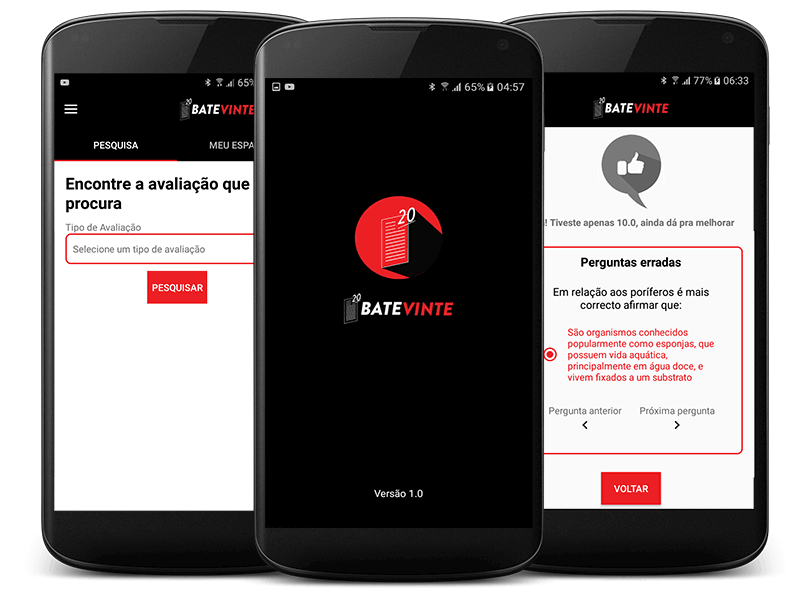 65%
20
BATEVINTE
PESQUISA
MEU ESPA
Encontre a avaliação que
procura
Tipo de Avaliação
Selecione um tipo de avaliação
PESQUISAR
65% 04:57
20
20
BATEVINTE
Versão 1.0
77% 06:33
20
BATEVINTE
! Tiveste apenas 10.0, ainda dá pra melhorar
Perguntas erradas
Em relação aos poríferos é mais
correcto afirmar que:
São organismos conhecidos
popularmente como esponjas, que
possuem vida aquática,
principalmente em água doce, e
vivem fixados a um substrato
Pergunta anterior
Próxima pergunta
VOLTAR